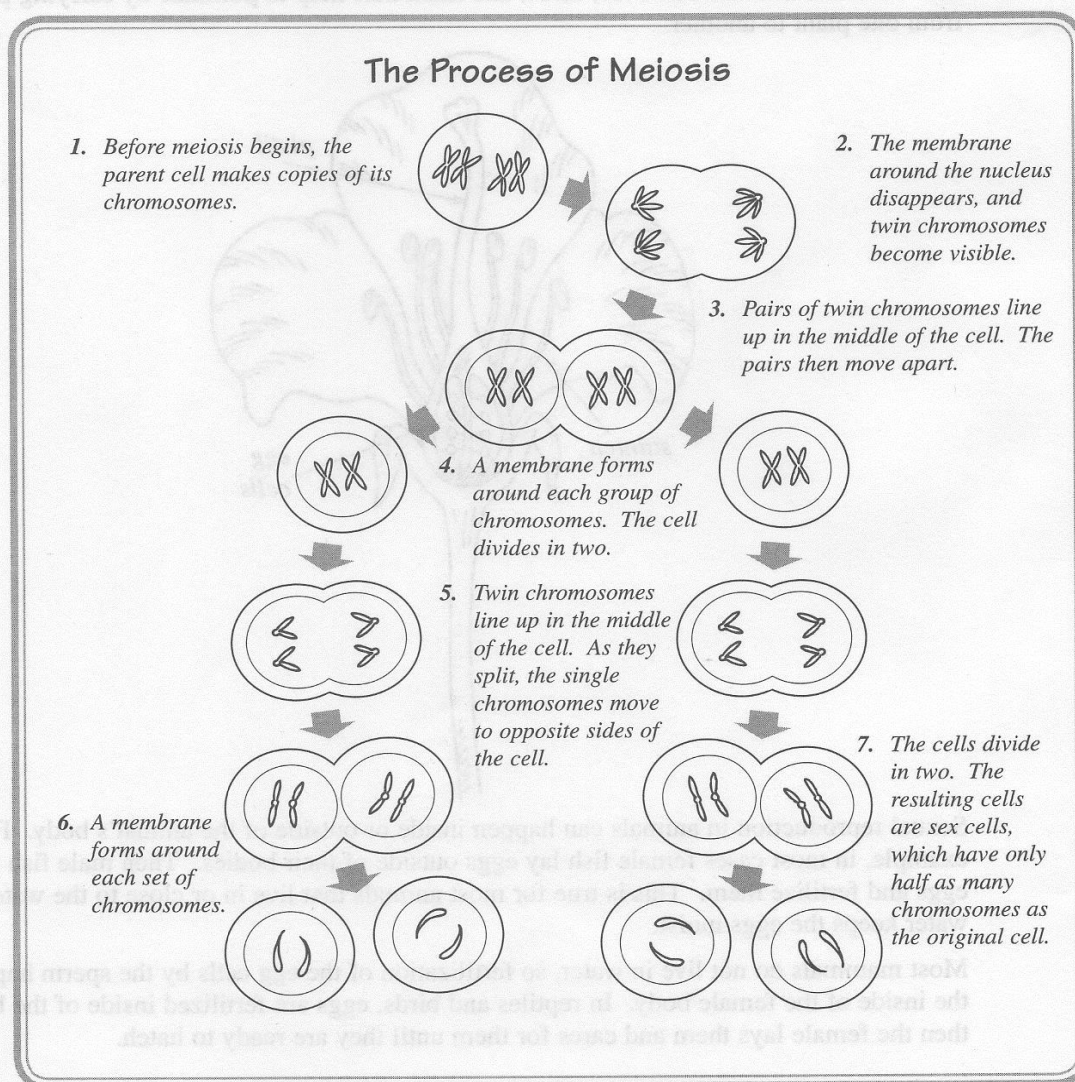 The Process of Meiosis
1. Before meiosis begins, the
parent cell makes copies of its
chromosomes.
2. The membrane
around the nucleus
disappears, and
twin chromosomes
become visible.
3. Pairs of twin chromosomes line
up in the middle of the cell. The
pairs then move apart.
4. A membrane forms
around each group of
chromosomes. The cell
divides in two.
5. Twin chromosomes
line up in the middle
of the cell. As they
split, the single
chromosomes move
to opposite sides of
the cell.
6. A membrane
forms around
each set of
chromosomes.
7. The cells divide
in two. The
resulting cells
are sex cells,
which have only
half as many
chromosomes as
the original cell.